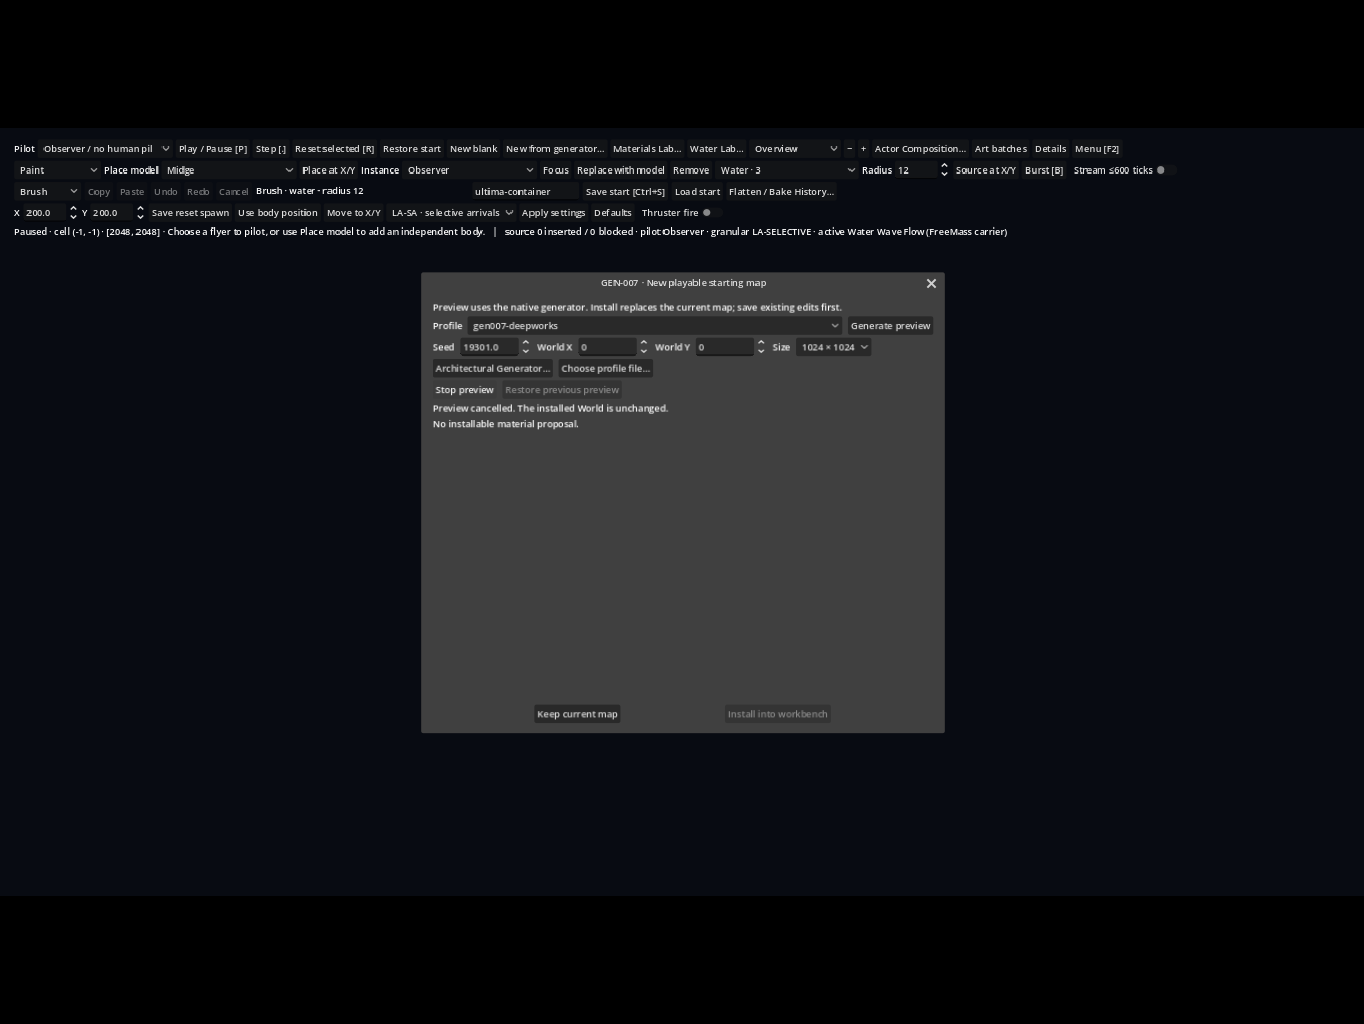 Pilot Observer / no human pil Play / Pause [P] Step [.] Reset selected [R] Restore start New blank New from generator... Materials Lab... Water Lab... Overview − + Actor Composition... Art batches Details Menu [F2]
Paint Place model Midge Place at X/Y Instance Observer Focus Replace with model Remove Water · 3 Radius 12 Source at X/Y Burst [B] Stream ≤600 ticks
Brush Copy Paste Undo Redo Cancel Brush · water · radius 12 ultima-container Save start [Ctrl+S] Load start Flatten / Bake History...
X 200.0 Y 200.0 Save reset spawn Use body position Move to X/Y LA-SA · selective arrivals Apply settings Defaults Thruster fire
Paused · cell (-1, -1) · [2048, 2048] · Choose a flyer to pilot, or use Place model to add an independent body. | source 0 inserted / 0 blocked · pilot Observer · granular LA-SELECTIVE · active Water Wave Flow (FreeMass carrier)
GEN-007 · New playable starting map
Preview uses the native generator. Install replaces the current map; save existing edits first.
Profile gen007-deepworks Generate preview
Seed 19301.0 World X 0 World Y 0 Size 1024 × 1024
Architectural Generator... Choose profile file...
Stop preview Restore previous preview
Preview cancelled. The installed World is unchanged.
No installable material proposal.
Keep current map Install into workbench